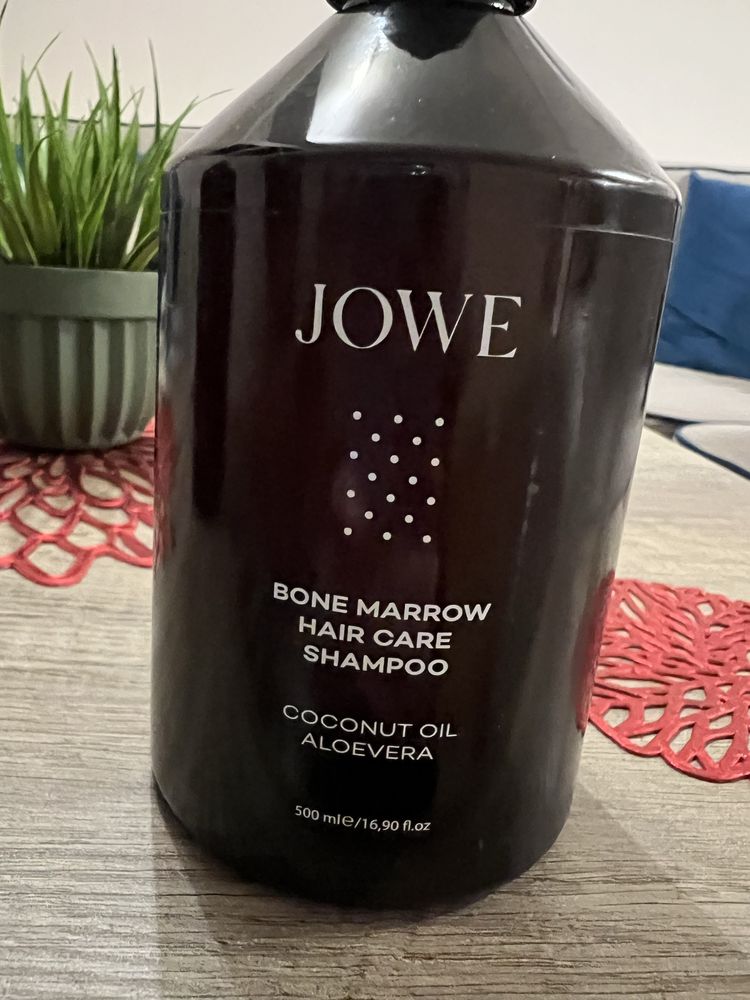 JOWE
BONE MARROW
HAIR CARE
SHAMPOO
COCONUT OIL
ALOEVERA
500 ml℮/16,90 fl.oz